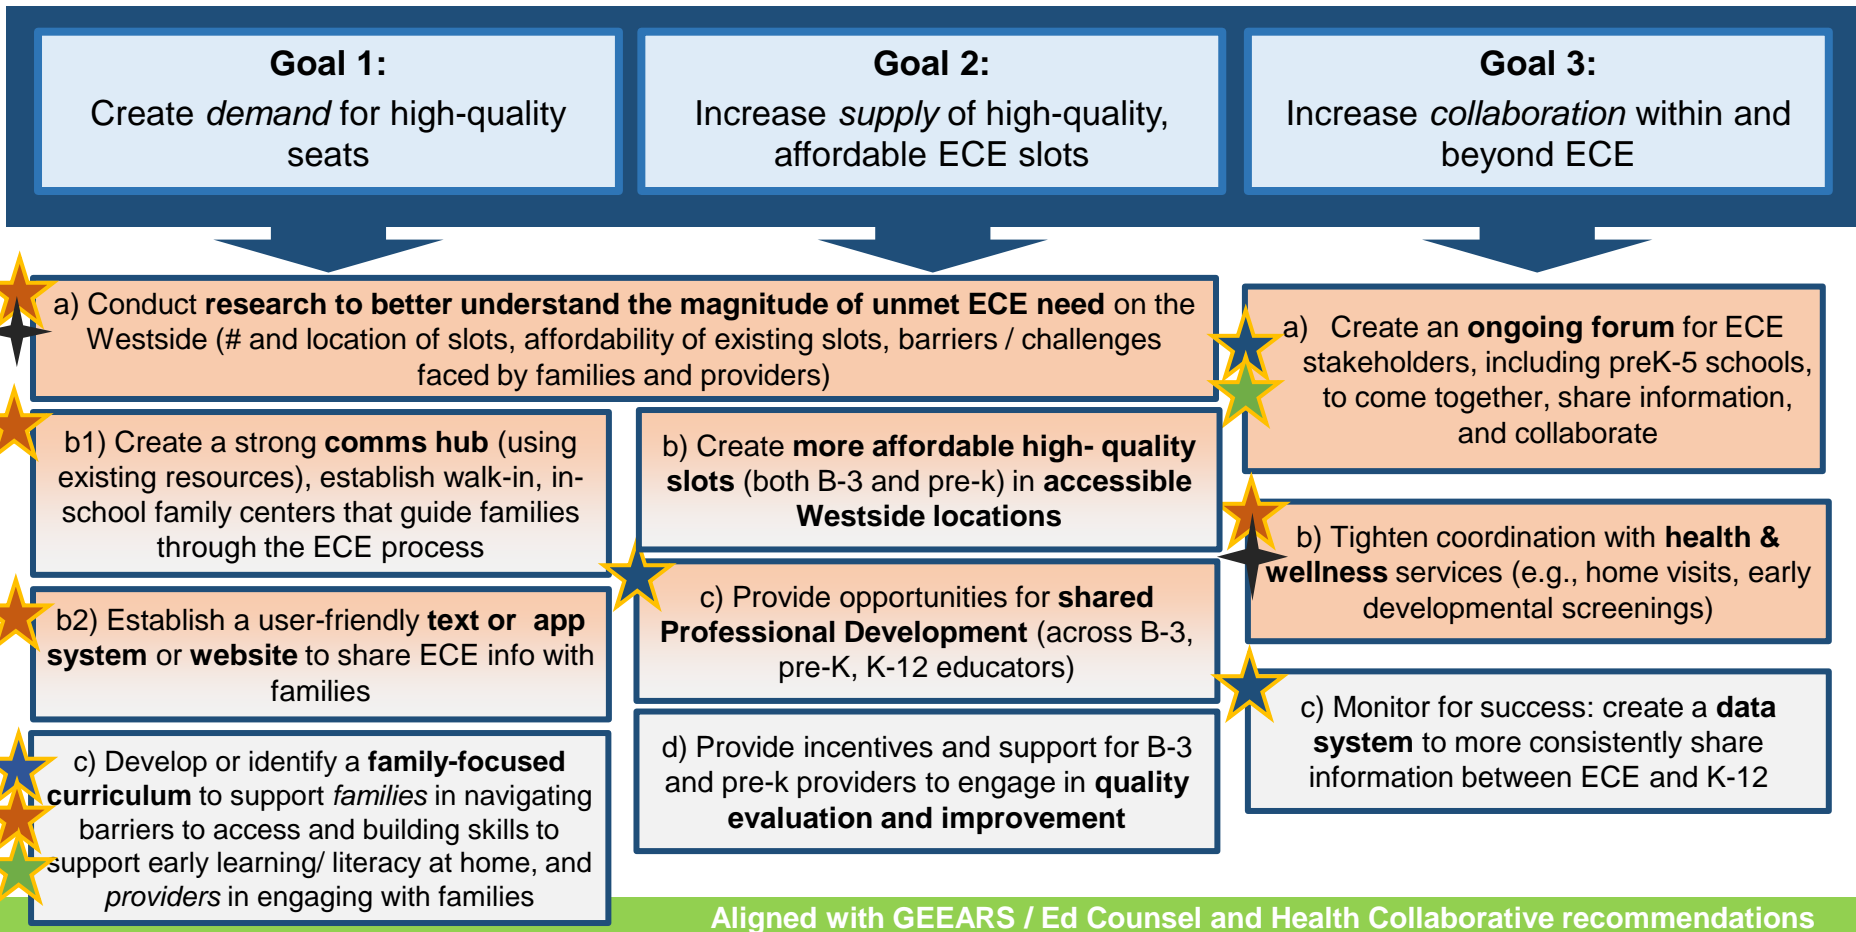 Goal 1:
Create demand for high-quality
seats
Goal 2:
Increase supply of high-quality,
affordable ECE slots
Goal 3:
Increase collaboration within and
beyond ECE
a) Conduct research to better understand the magnitude of unmet ECE need on the
Westside (# and location of slots, affordability of existing slots, barriers / challenges
faced by families and providers)
b1) Create a strong comms hub (using
existing resources), establish walk-in, in-
school family centers that guide families
through the ECE process
b2) Establish a user-friendly text or app
system or website to share ECE info with
families
c) Develop or identify a family-focused
curriculum to support families in navigating
barriers to access and building skills to
support early learning/ literacy at home, and
providers in engaging with families
b) Create more affordable high- quality
slots (both B-3 and pre-k) in accessible
Westside locations
c) Provide opportunities for shared
Professional Development (across B-3,
pre-K, K-12 educators)
d) Provide incentives and support for B-3
and pre-k providers to engage in quality
evaluation and improvement
a) Create an ongoing forum for ECE
stakeholders, including preK-5 schools,
to come together, share information,
and collaborate
b) Tighten coordination with health &
wellness services (e.g., home visits, early
developmental screenings)
c) Monitor for success: create a data
system to more consistently share
information between ECE and K-12
Aligned with GEEARS / Ed Counsel and Health Collaborative recommendations